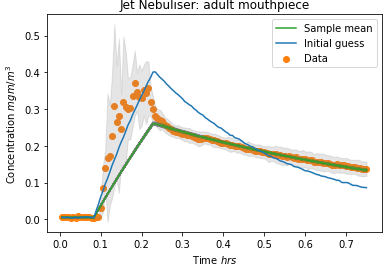 Jet Nebuliser: adult mouthpiece
Sample mean
Initial guess
Data
Concentration mgm/m³
0.5
0.4
0.3
0.2
0.1
0.0
0.0 0.1 0.2 0.3 0.4 0.5 0.6 0.7
Time hrs